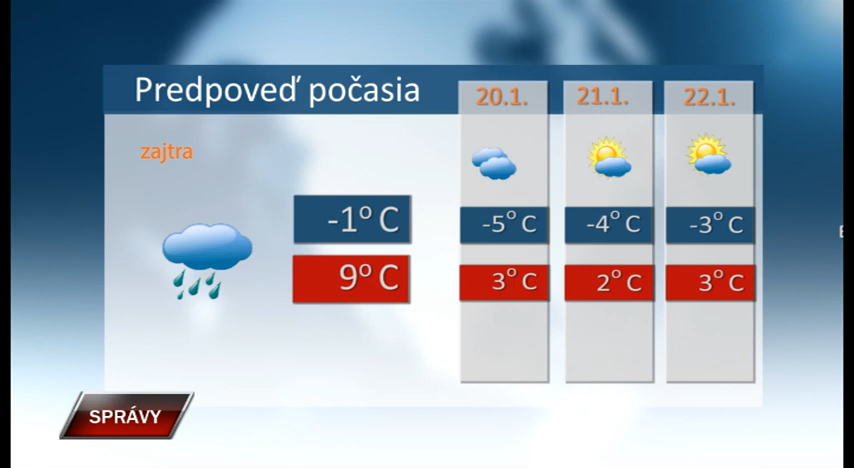 Predpoveď počasia
zajtra
-1° C
9° C
20.1.
-5° C
3° C
21.1.
-4° C
2° C
22.1.
-3° C
3° C
SPRÁVY